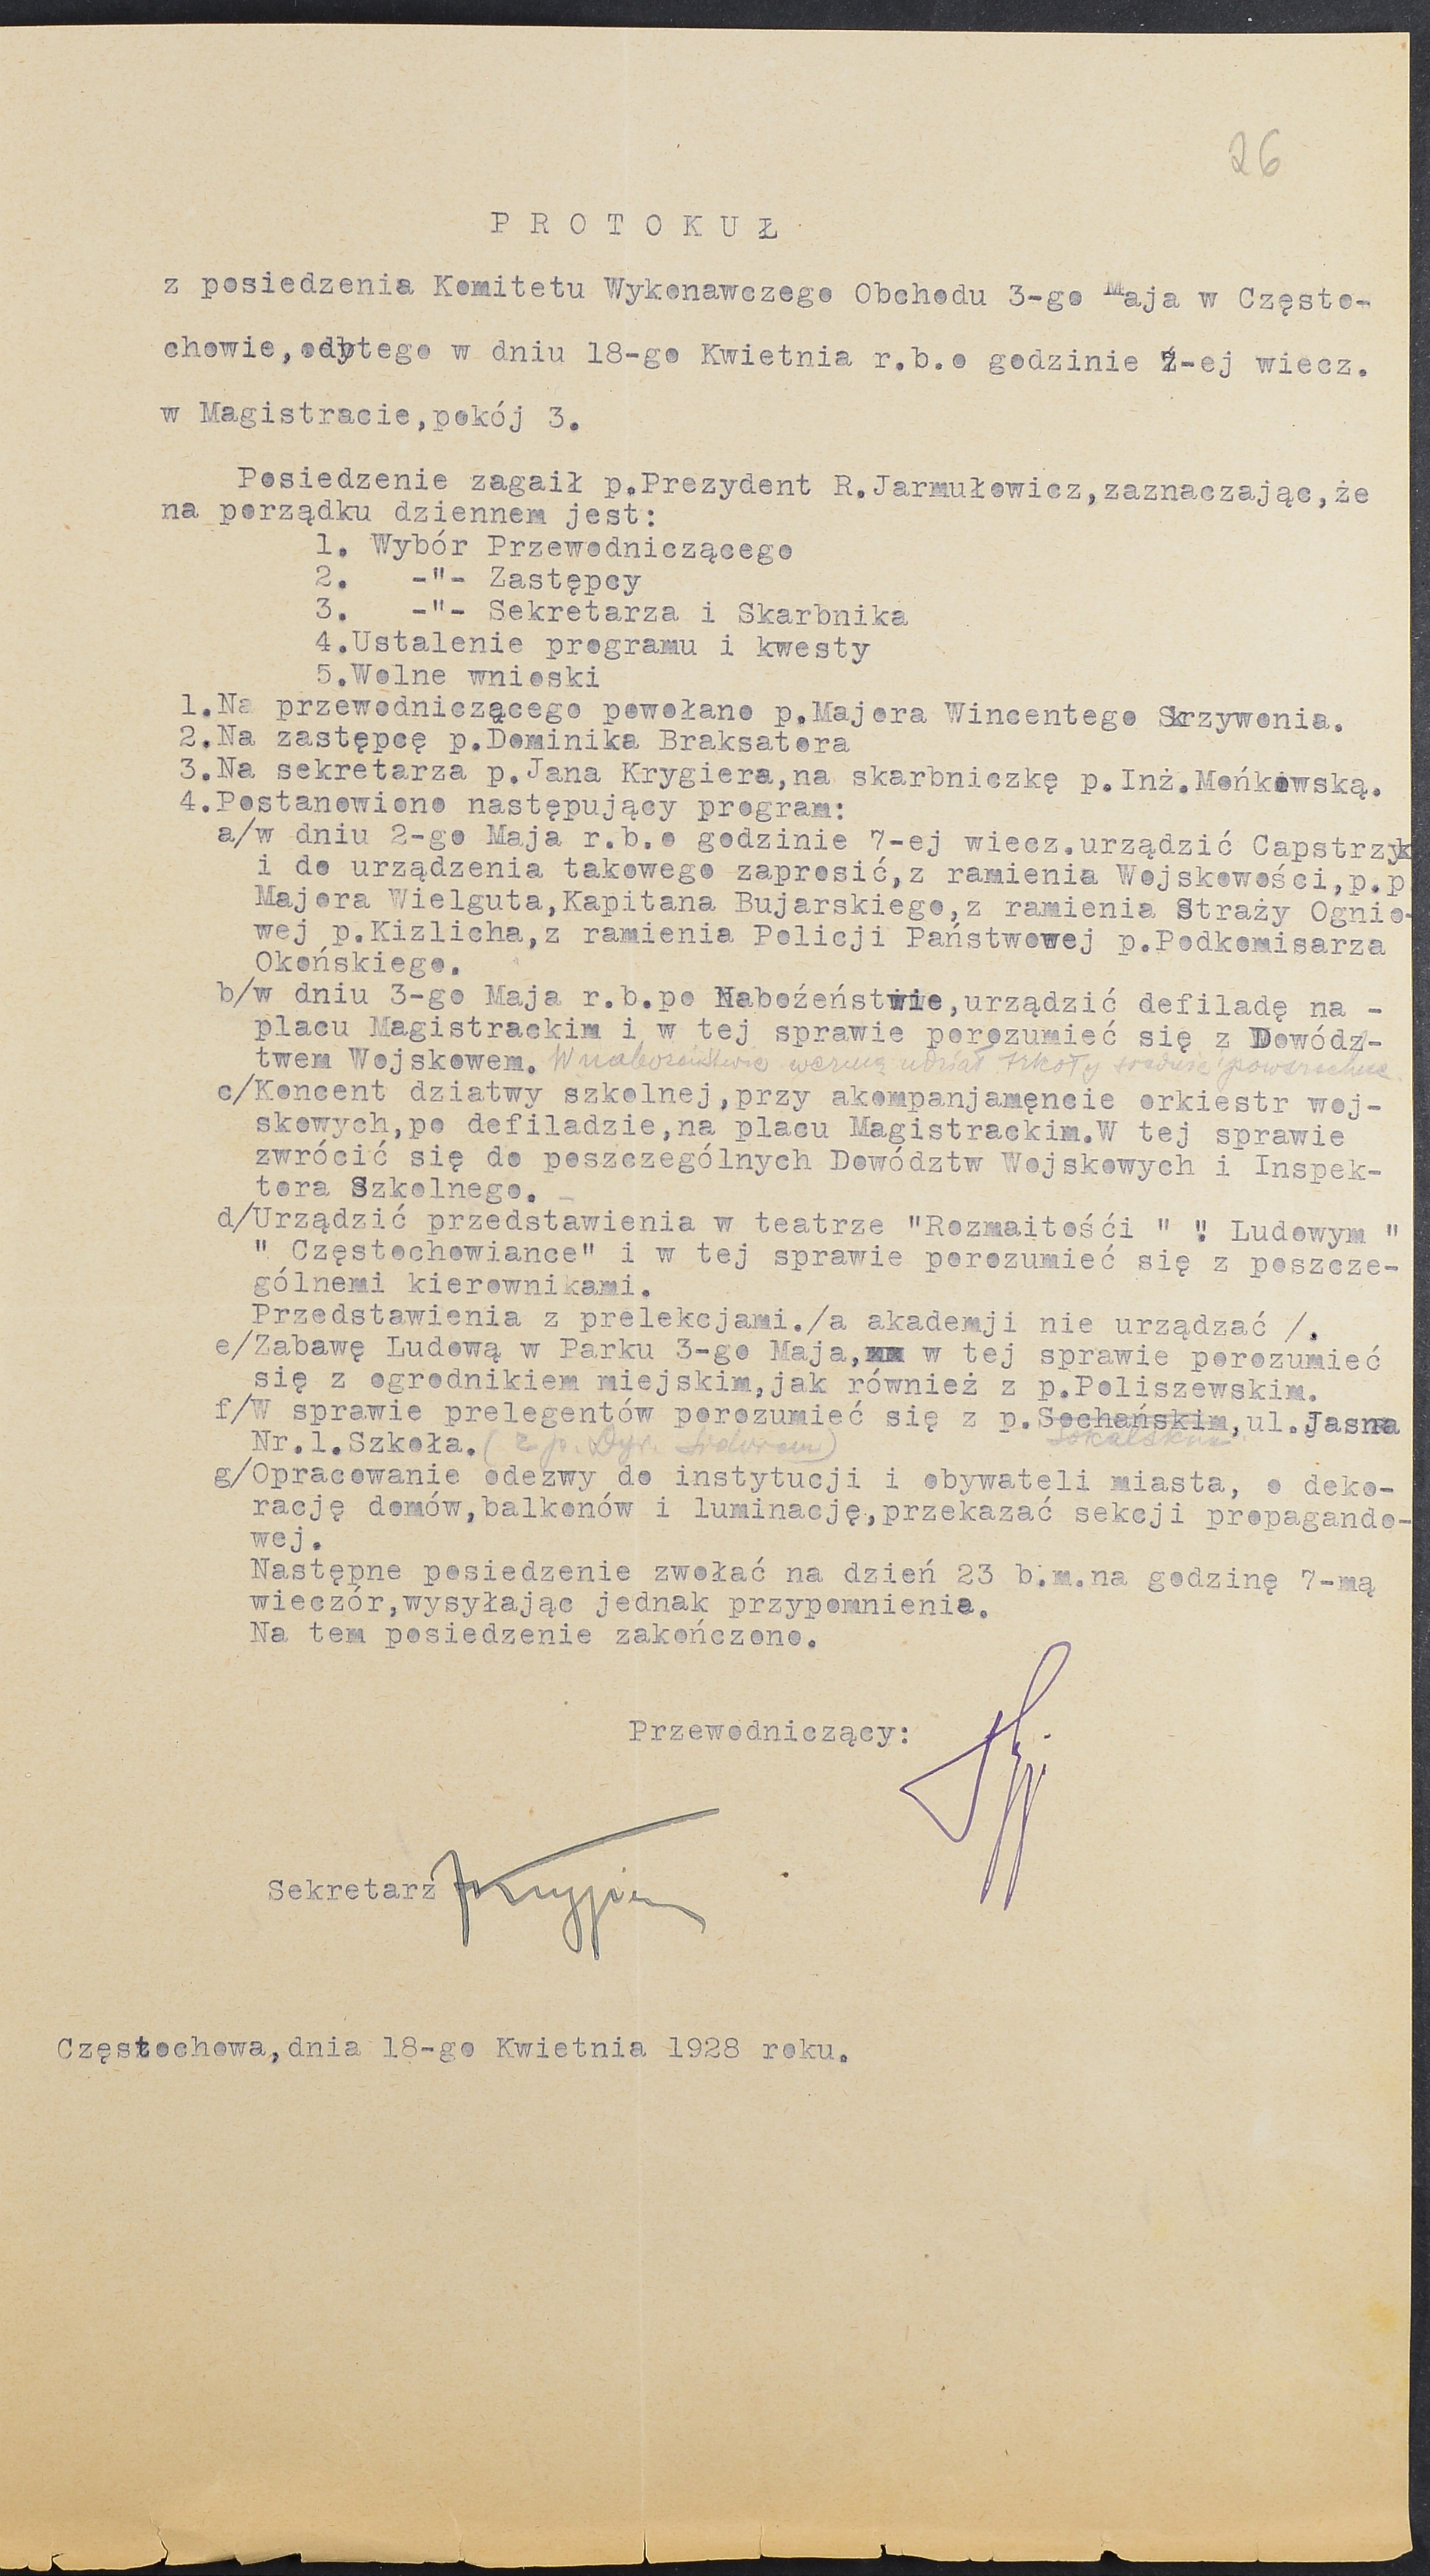 26
PROTOKUŁ
z posiedzenia Komitetu Wykonawczego Obchodu 3-go Maja w Często-
chowie,odbytego w dniu 18-go Kwietnia r.b.o godzinie 7-ej wiecz.
w Magistracie,pokój 3.
Posiedzenie zagaił p.Prezydent R.Jarmułowicz,zaznaczając,że
na porządku dziennem jest:
1. Wybór Przewodniczącego
2. -"- Zastępcy
3. -"- Sekretarza i Skarbnika
4.Ustalenie programu i kwesty
5.Wolne wnioski
1.Na przewodniczącego powołano p.Majora Wincentego Skrzywonia.
2.Na zastępcę p.Dominika Braksatora
3.Na sekretarza p.Jana Krygiera,na skarbniczkę p.Inż.Mońkowską.
4.Postanowiono następujący program:
a/w dniu 2-go Maja r.b.o godzinie 7-ej wiecz.urządzić Capstrzyk
i do urządzenia takowego zaprosić,z ramienia Wojskowości,p.p
Majora Wielguta,Kapitana Bujarskiego,z ramienia Straży Ognio-
wej p.Kizlicha,z ramienia Policji Państwowej p.Podkomisarza
Okońskiego.
b/w dniu 3-go Maja r.b.po Naboźeństwie,urządzić defiladę na -
placu Magistrackim i w tej sprawie porozumieć się z Dowódz-
twem Wojskowem. W nabożeństwie wezmą udział szkoły średnie i powszechne
c/Koncent dziatwy szkolnej,przy akompanjamęncie orkiestr woj-
skowych,po defiladzie,na placu Magistrackim.W tej sprawie
zwrócić się do poszczególnych Dowództw Wojskowych i Inspek-
tora Szkolnego.
d/Urządzić przedstawienia w teatrze "Rozmaitośći " " Ludowym "
" Częstochowiance" i w tej sprawie porozumieć się z poszcze-
gólnemi kierownikami.
Przedstawienia z prelekcjami./a akademji nie urządzać /.
e/Zabawę Ludową w Parku 3-go Maja, w tej sprawie porozumieć
się z ogrodnikiem miejskim,jak również z p.Poliszewskim.
f/W sprawie prelegentów porozumieć się z p.Sochańskim,ul.Jasna
Sokalskim
Nr.1.Szkoła. (z p. Dyr.
g/Opracowanie odezwy do instytucji i obywateli miasta, o deko-
rację domów,balkonów i luminację,przekazać sekcji propagando-
wej.
Następne posiedzenie zwołać na dzień 23 b.m.na godzinę 7-mą
wieczór,wysyłając jednak przypomnienia.
Na tem posiedzenie zakończono.
Przewodniczący:
Sekretarz JKrygier
Częstochowa,dnia 18-go Kwietnia 1928 roku.